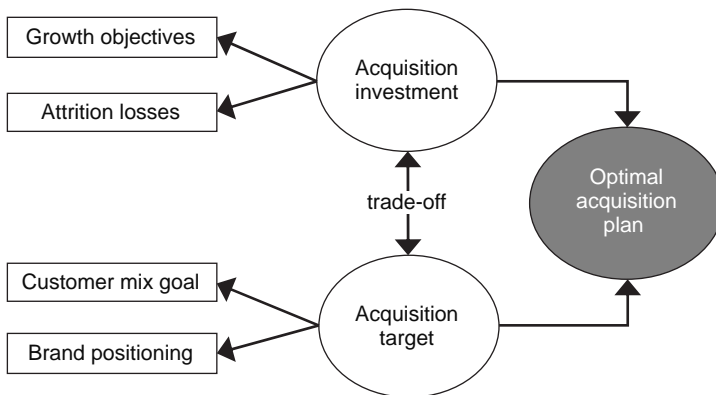 Growth objectives
Attrition losses
Acquisition
investment
trade-off
Optimal
acquisition
plan
Customer mix goal
Brand positioning
Acquisition
target